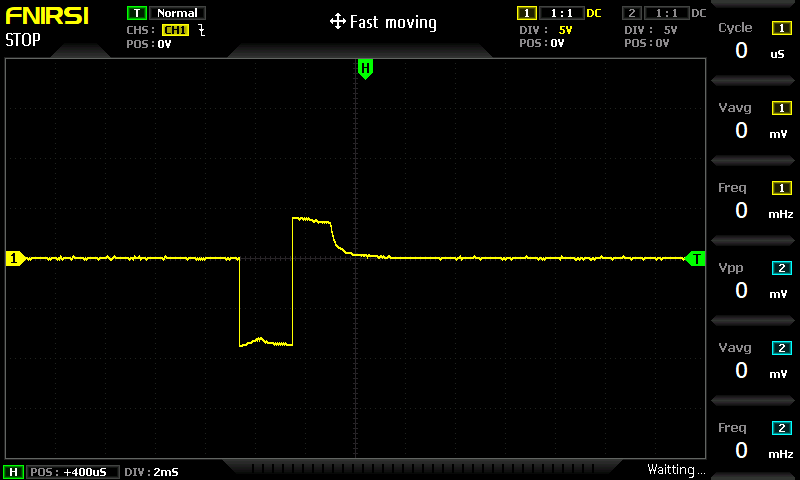 FNIRSI
STOP
T Normal
CHS: CH1
POS: 0V
Fast moving
1 1:1 DC
DIV: 5V
POS: 0V
2 1:1 DC
DIV: 5V
POS: 0V
H
1
T
Cycle 1
0 uS
Vavg 1
0 mV
Freq 1
0 mHz
Vpp 2
0 mV
Vavg 2
0 mV
Freq 2
0 mHz
H POS: +400uS DIV: 2mS
Waitting...